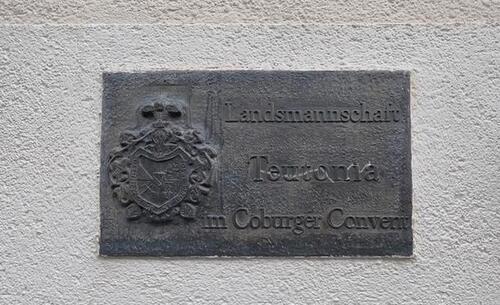 Landsmannschaft
Teutonia
im Coburger Convent